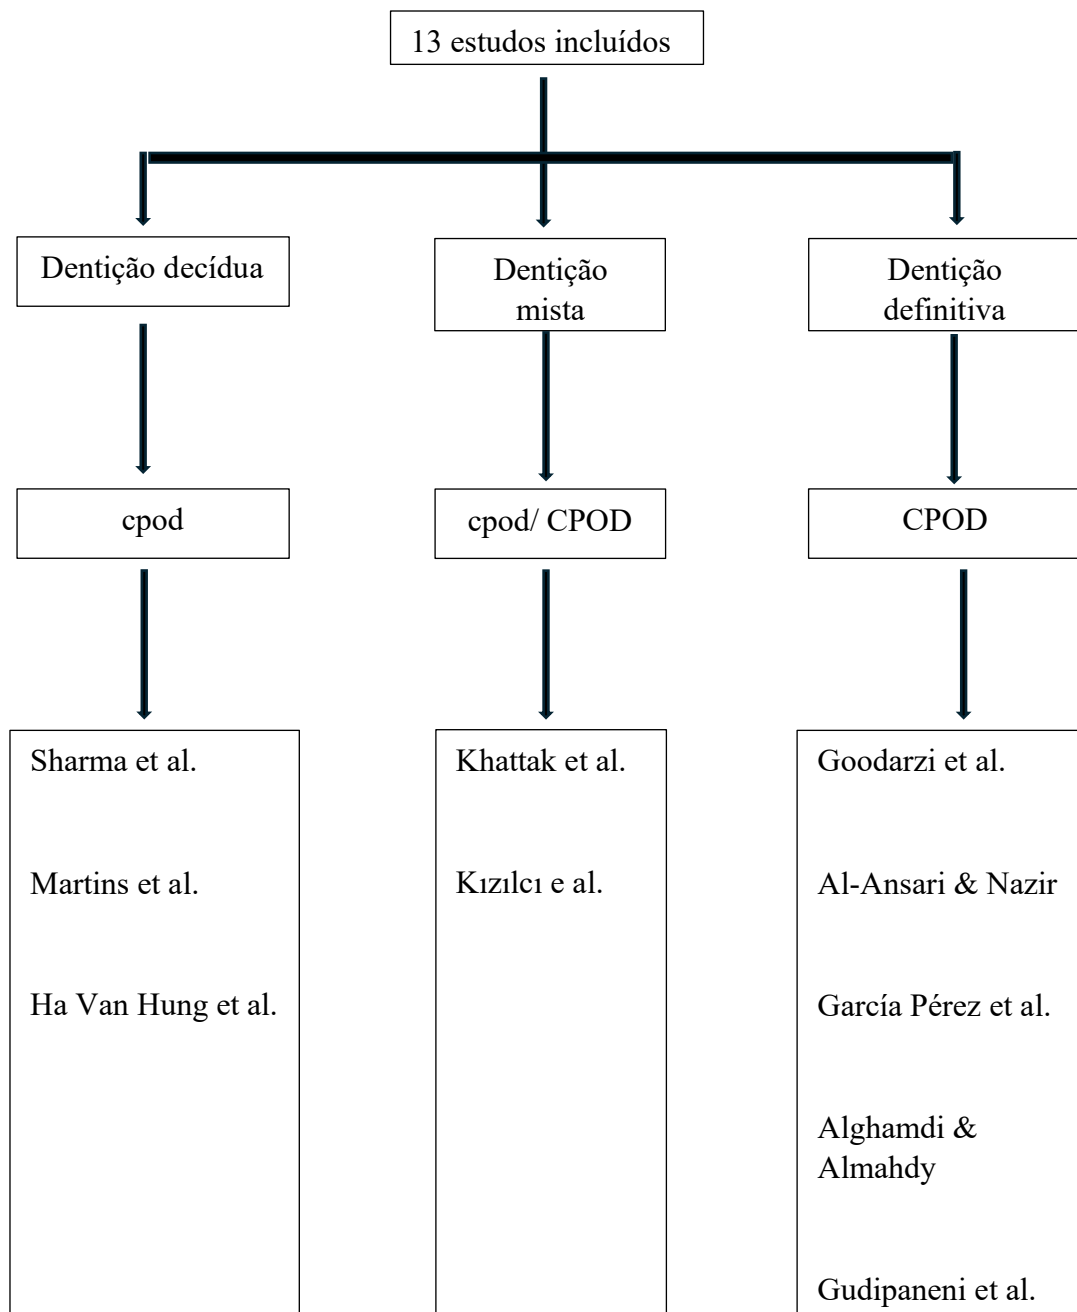 13 estudos incluídos
Dentição decídua
Dentição
mista
Dentição
definitiva
cpod
cpod/ CPOD
CPOD
Sharma et al.
Martins et al.
Ha Van Hung et al.
Khattak et al.
Kızılcı e al.
Goodarzi et al.
Al-Ansari & Nazir
García Pérez et al.
Alghamdi &
Almahdy
Gudipaneni et al.